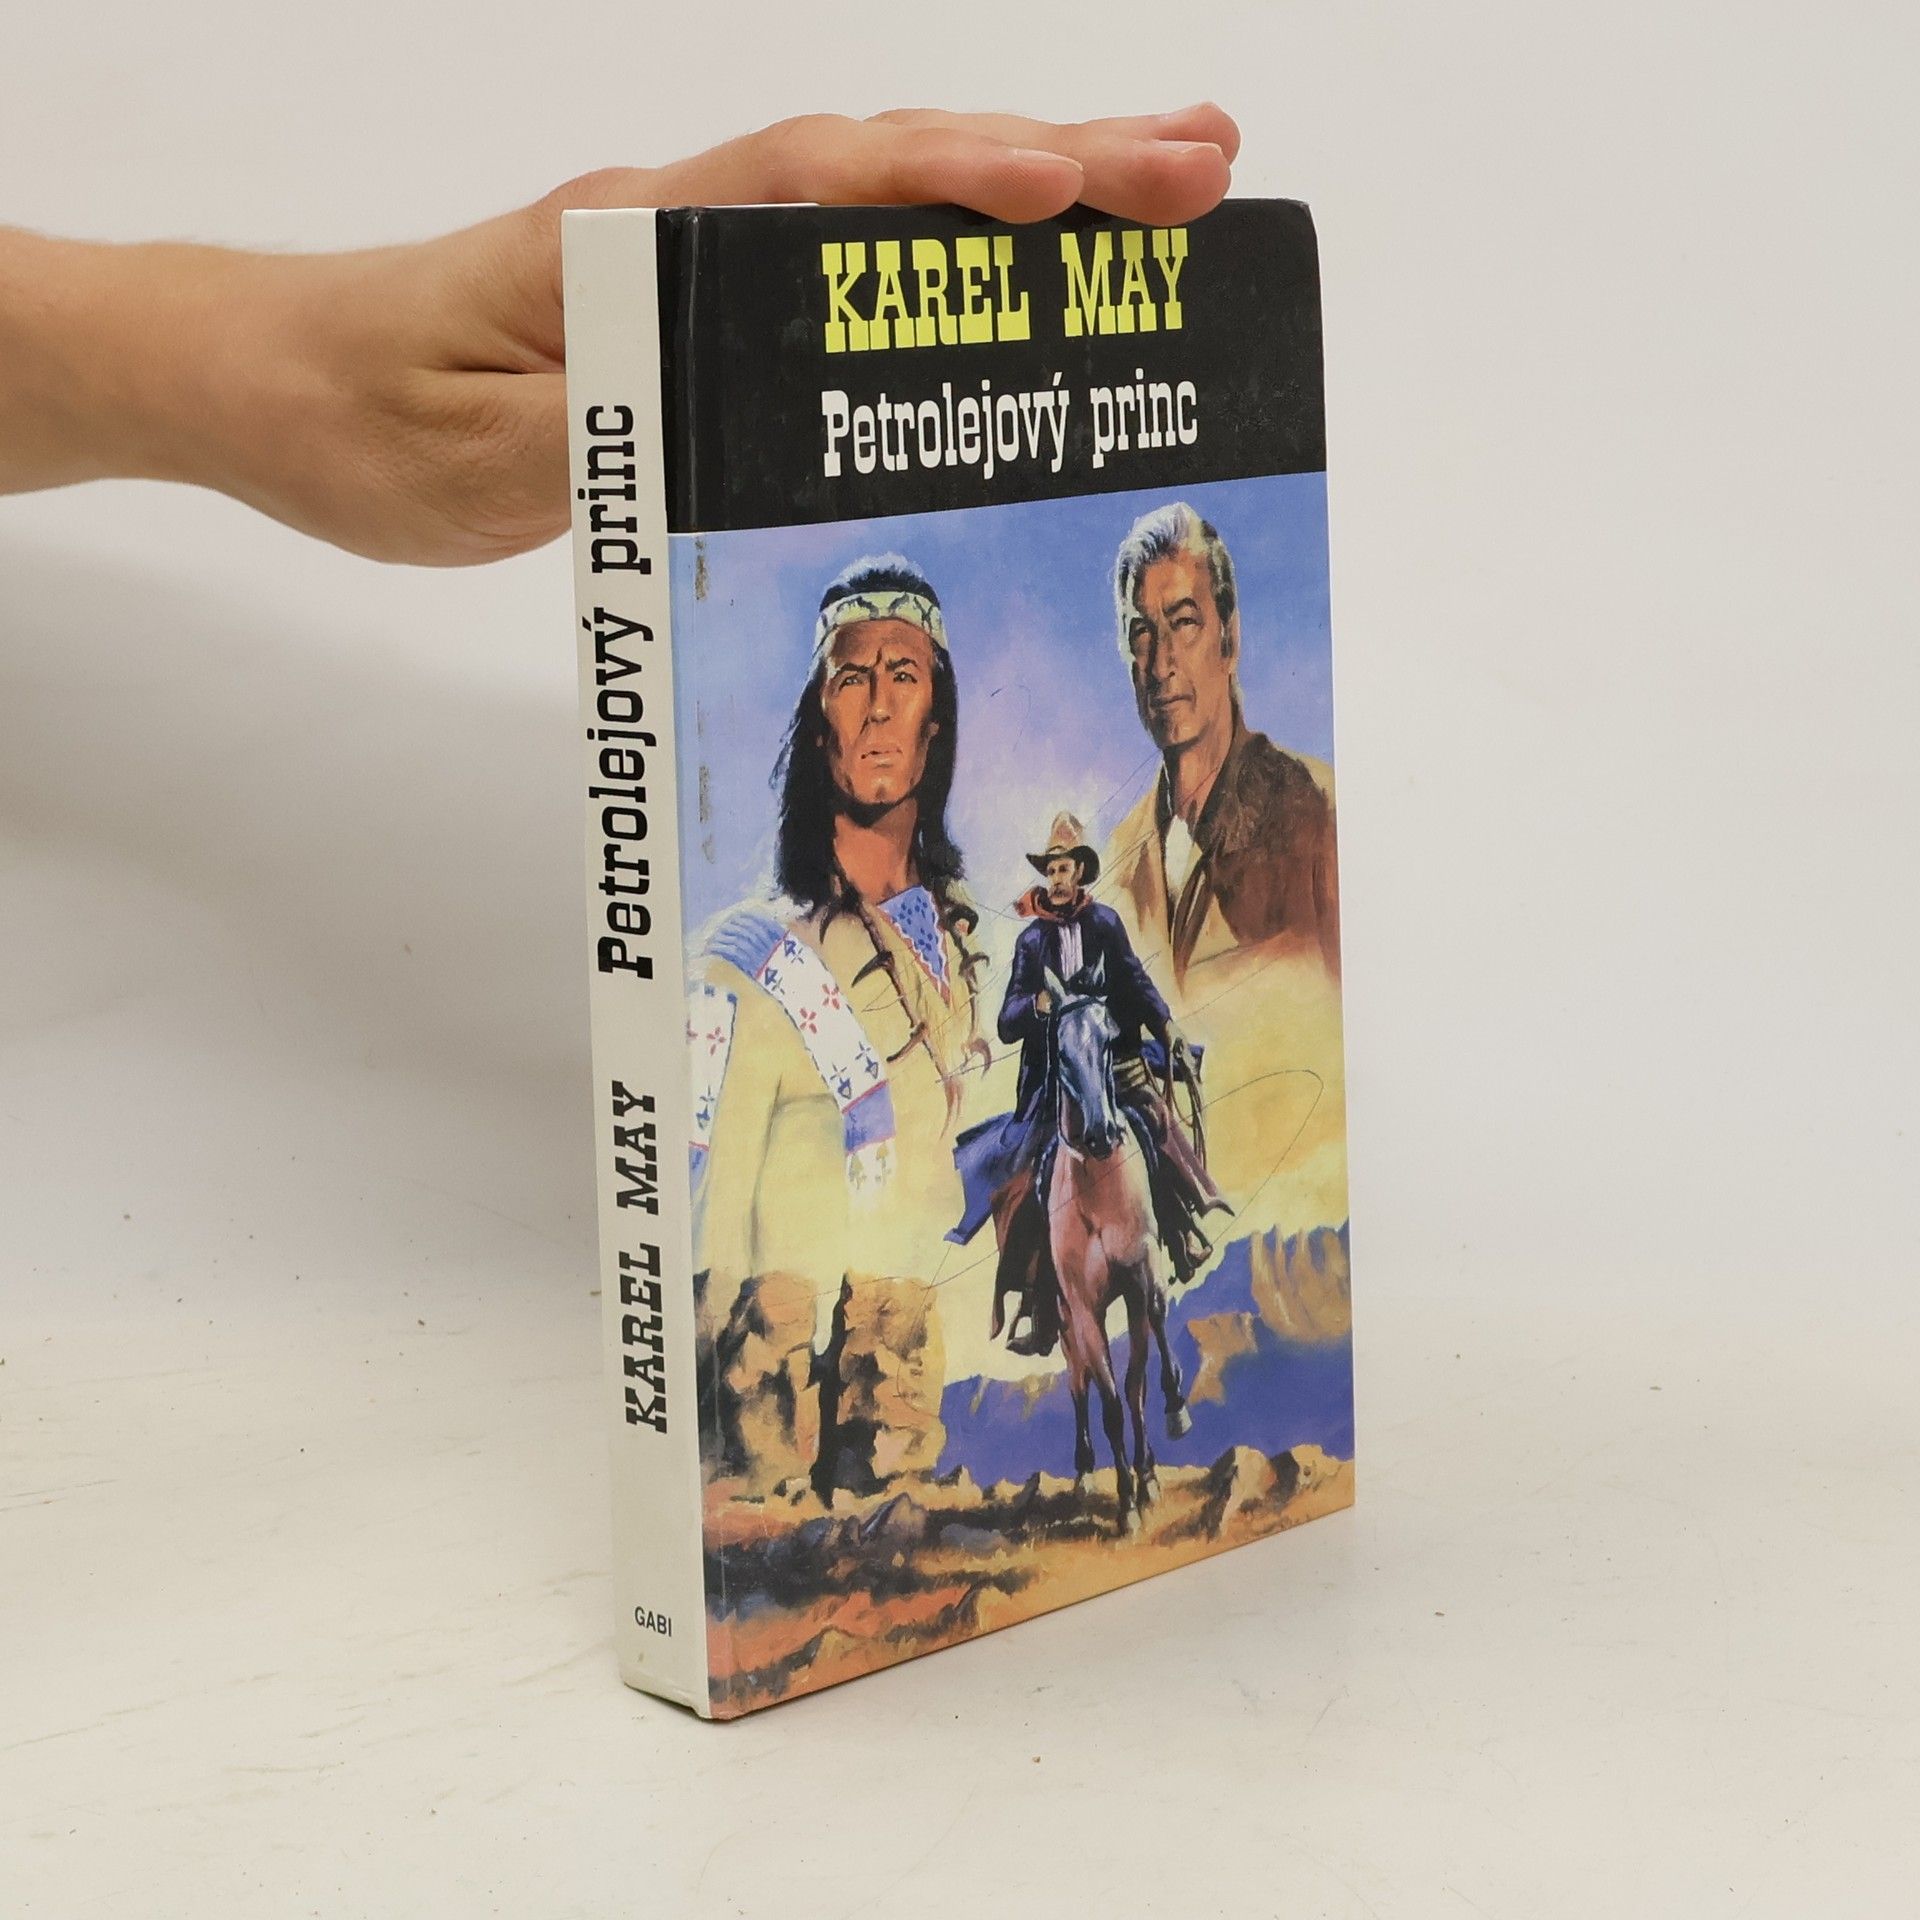 KAREL MAY
Petrolejový princ
KAREL MAY Petrolejový princ
GABI